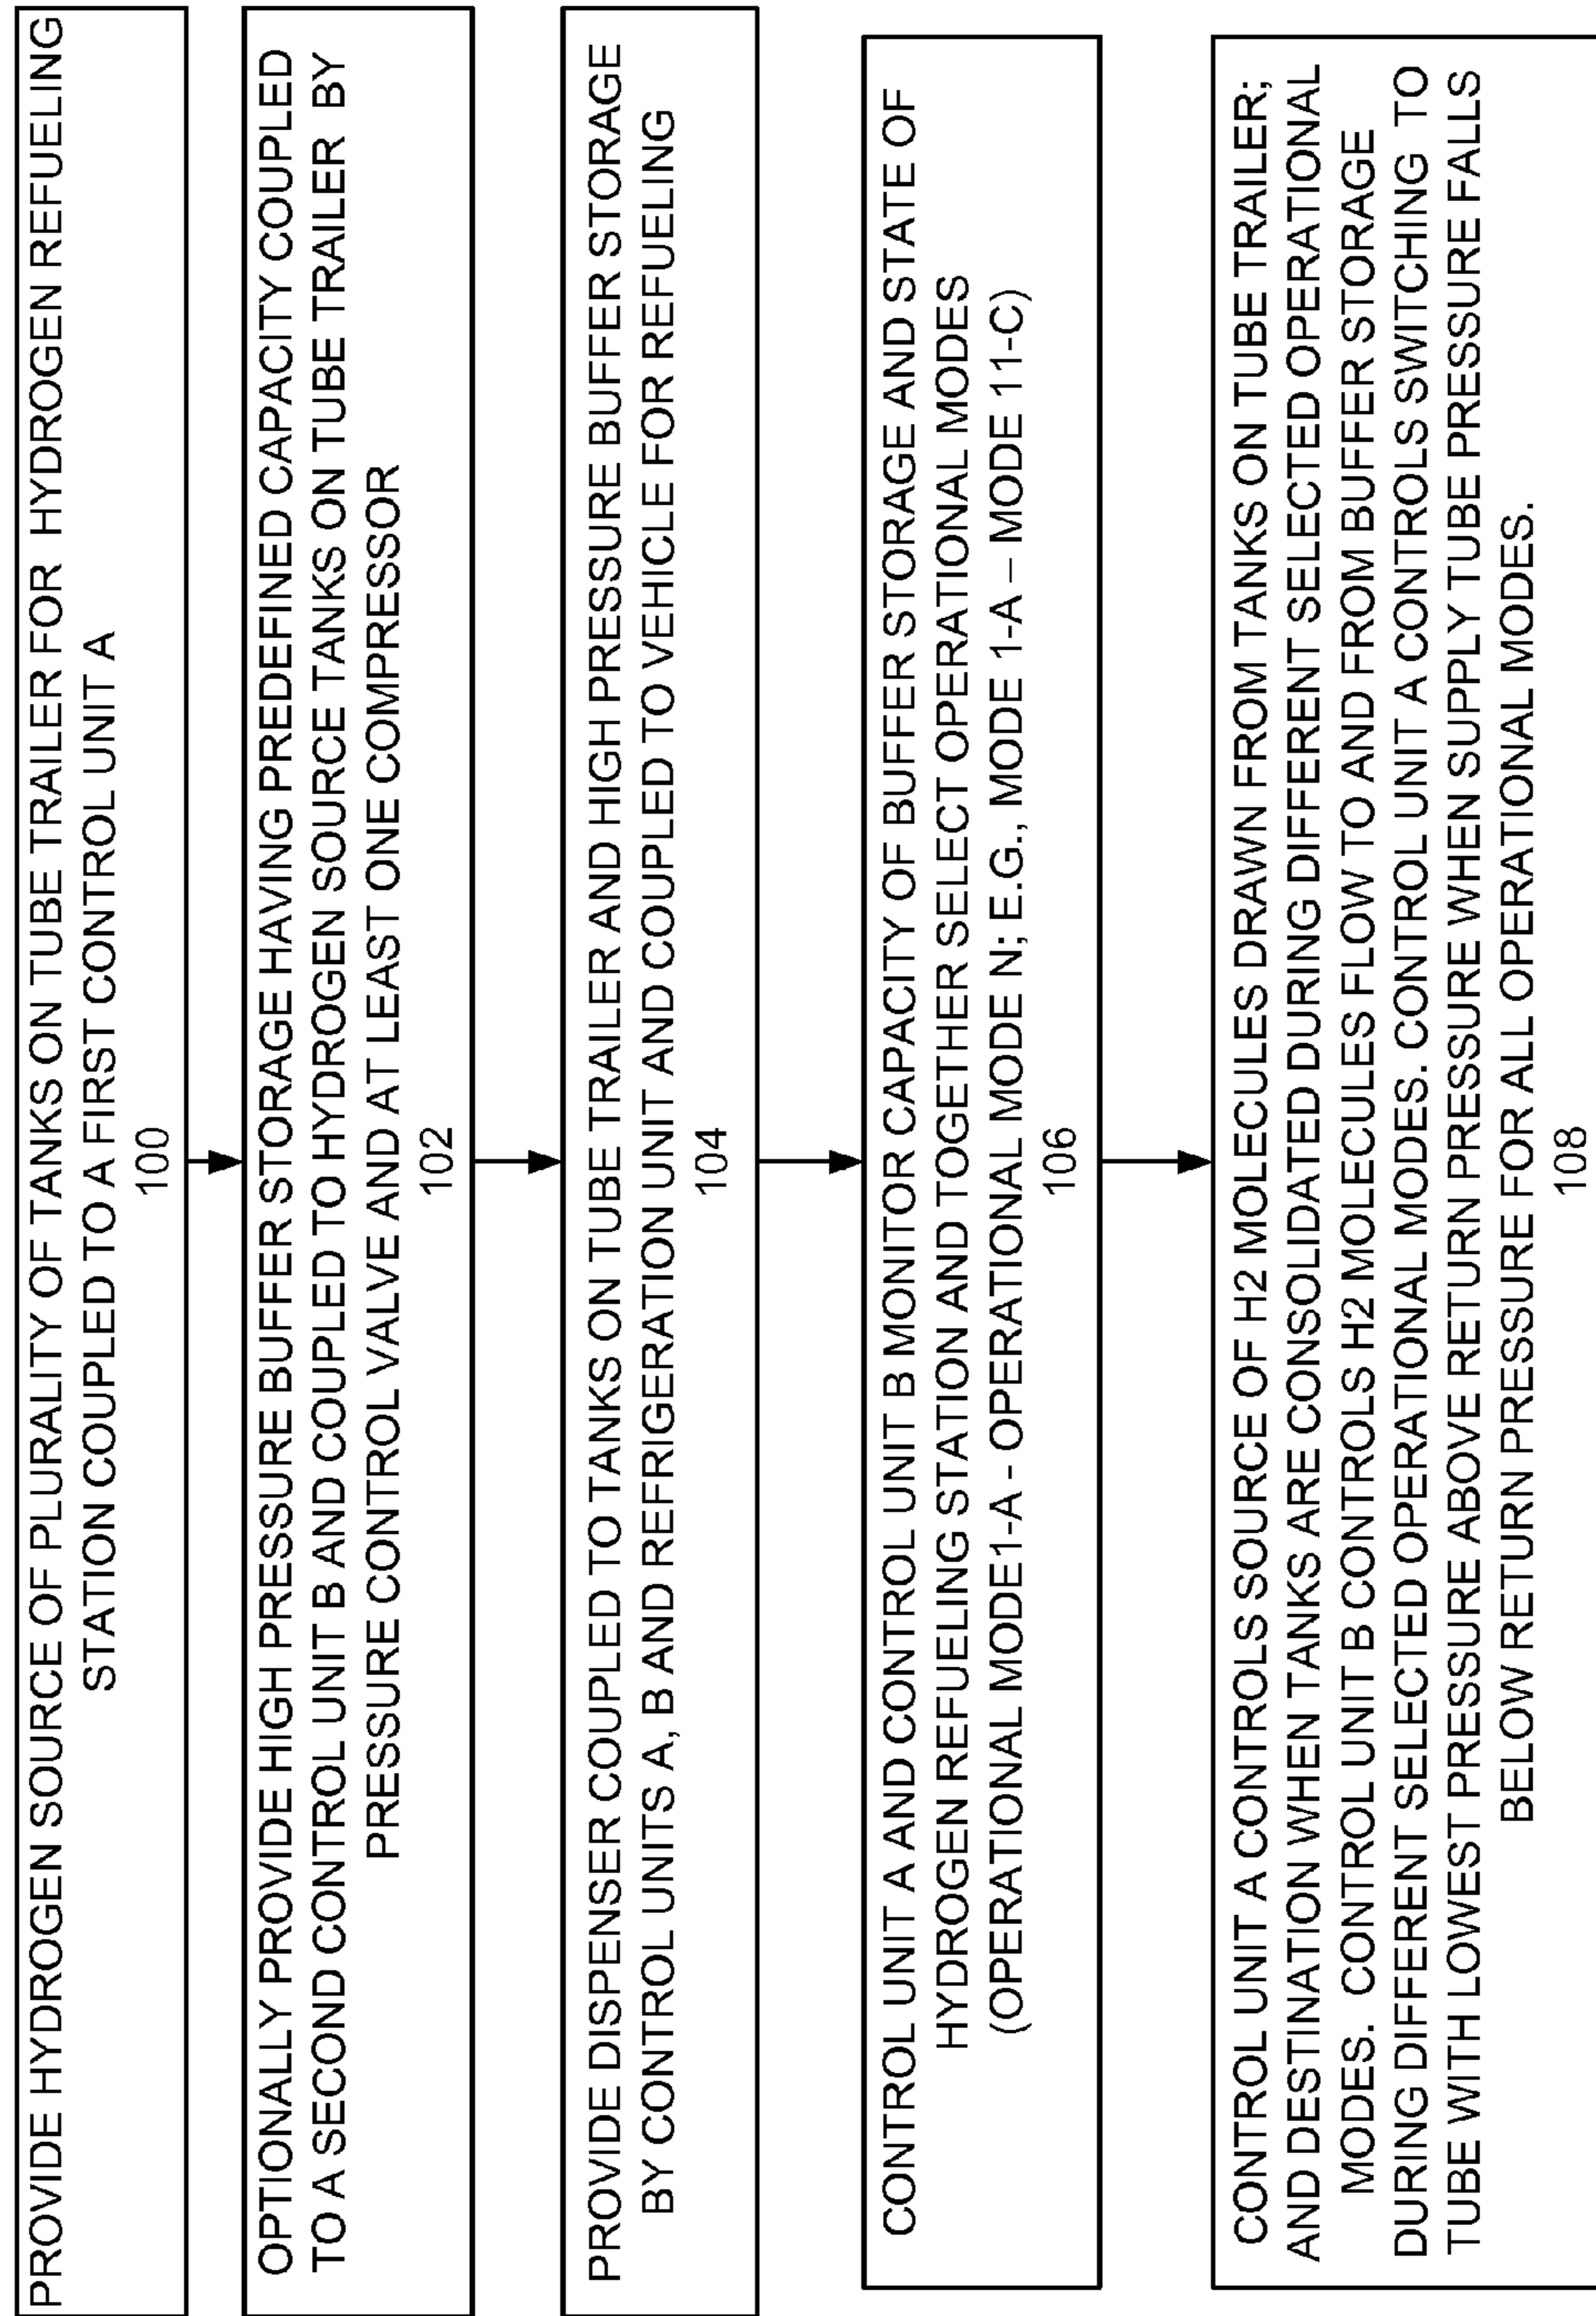 PROVIDE HYDROGEN SOURCE OF PLURALITY OF TANKS ON TUBE TRAILER FOR HYDROGEN REFUELING
STATION COUPLED TO A FIRST CONTROL UNIT A
100
OPTIONALLY PROVIDE HIGH PRESSURE BUFFER STORAGE HAVING PREDEFINED CAPACITY COUPLED
TO A SECOND CONTROL UNIT B AND COUPLED TO HYDROGEN SOURCE TANKS ON TUBE TRAILER BY
PRESSURE CONTROL VALVE AND AT LEAST ONE COMPRESSOR
102
PROVIDE DISPENSER COUPLED TO TANKS ON TUBE TRAILER AND HIGH PRESSURE BUFFER STORAGE
BY CONTROL UNITS A, B AND REFRIGERATION UNIT AND COUPLED TO VEHICLE FOR REFUELING
104
CONTROL UNIT A AND CONTROL UNIT B MONITOR CAPACITY OF BUFFER STORAGE AND STATE OF
HYDROGEN REFUELING STATION AND TOGETHER SELECT OPERATIONAL MODES
(OPERATIONAL MODE1-A - OPERATIONAL MODE N; E.G., MODE 1-A – MODE 11-C)
106
CONTROL UNIT A CONTROLS SOURCE OF H2 MOLECULES DRAWN FROM TANKS ON TUBE TRAILER;
AND DESTINATION WHEN TANKS ARE CONSOLIDATED DURING DIFFERENT SELECTED OPERATIONAL
MODES. CONTROL UNIT B CONTROLS H2 MOLECULES FLOW TO AND FROM BUFFER STORAGE
DURING DIFFERENT SELECTED OPERATIONAL MODES. CONTROL UNIT A CONTROLS SWITCHING TO
TUBE WITH LOWEST PRESSURE ABOVE RETURN PRESSURE WHEN SUPPLY TUBE PRESSURE FALLS
BELOW RETURN PRESSURE FOR ALL OPERATIONAL MODES.
108